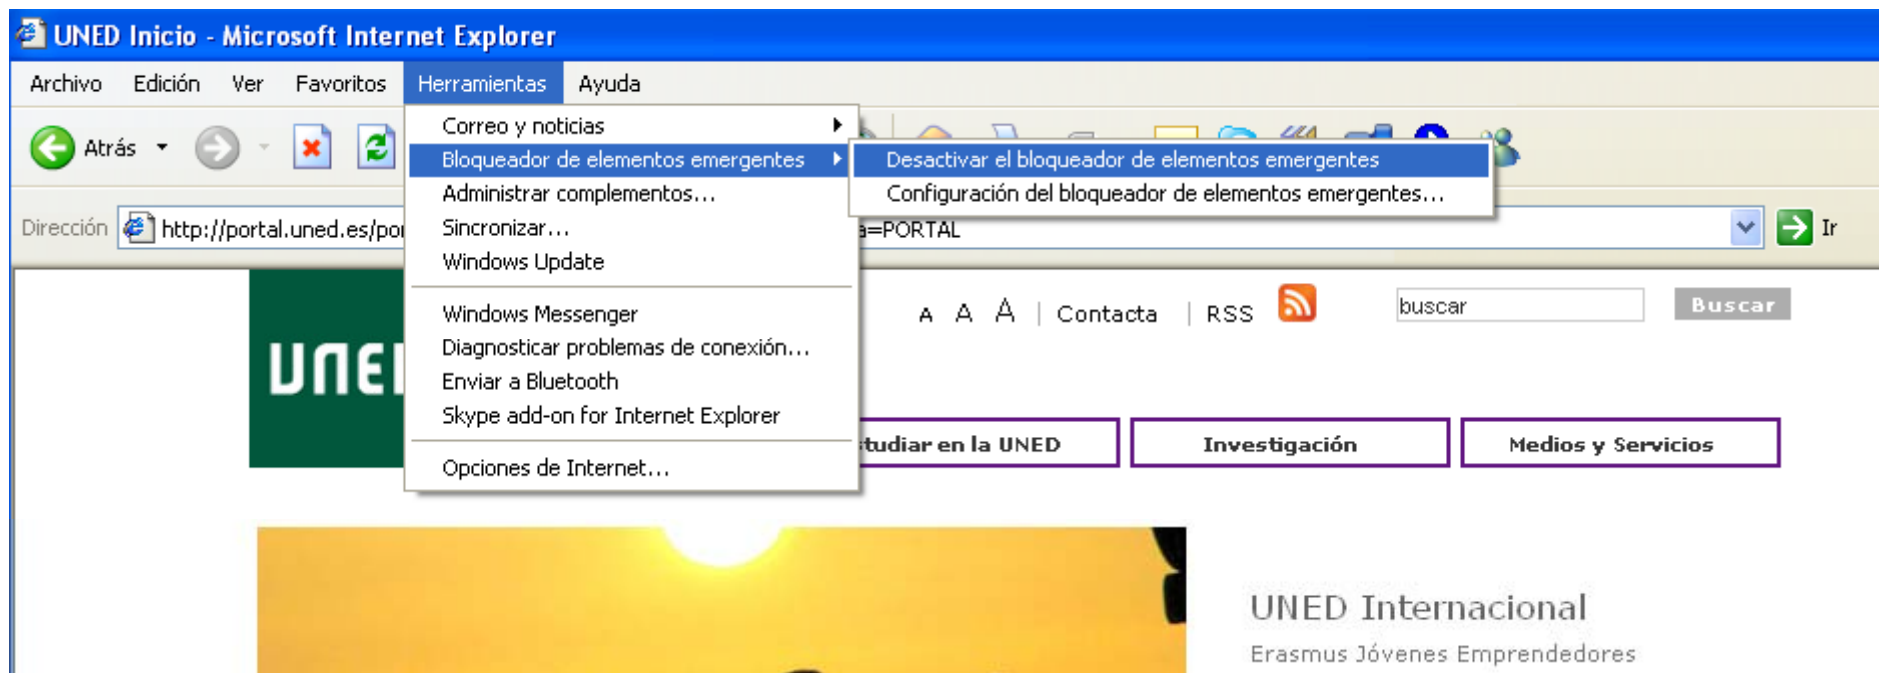 UNED Inicio - Microsoft Internet Explorer
Archivo Edición Ver Favoritos Herramientas Ayuda
Atrás
Correo y noticias
Bloqueador de elementos emergentes
Administrar complementos...
Sincronizar...
Windows Update
Windows Messenger
Diagnosticar problemas de conexión...
Enviar a Bluetooth
Skype add-on for Internet Explorer
Opciones de Internet...
Desactivar el bloqueador de elementos emergentes
Configuración del bloqueador de elementos emergentes...
Dirección http://portal.uned.es/po =PORTAL Ir
A A A | Contacta | RSS buscar Buscar
UNE
tudiar en la UNED Investigación Medios y Servicios
UNED Internacional
Erasmus Jóvenes Emprendedores